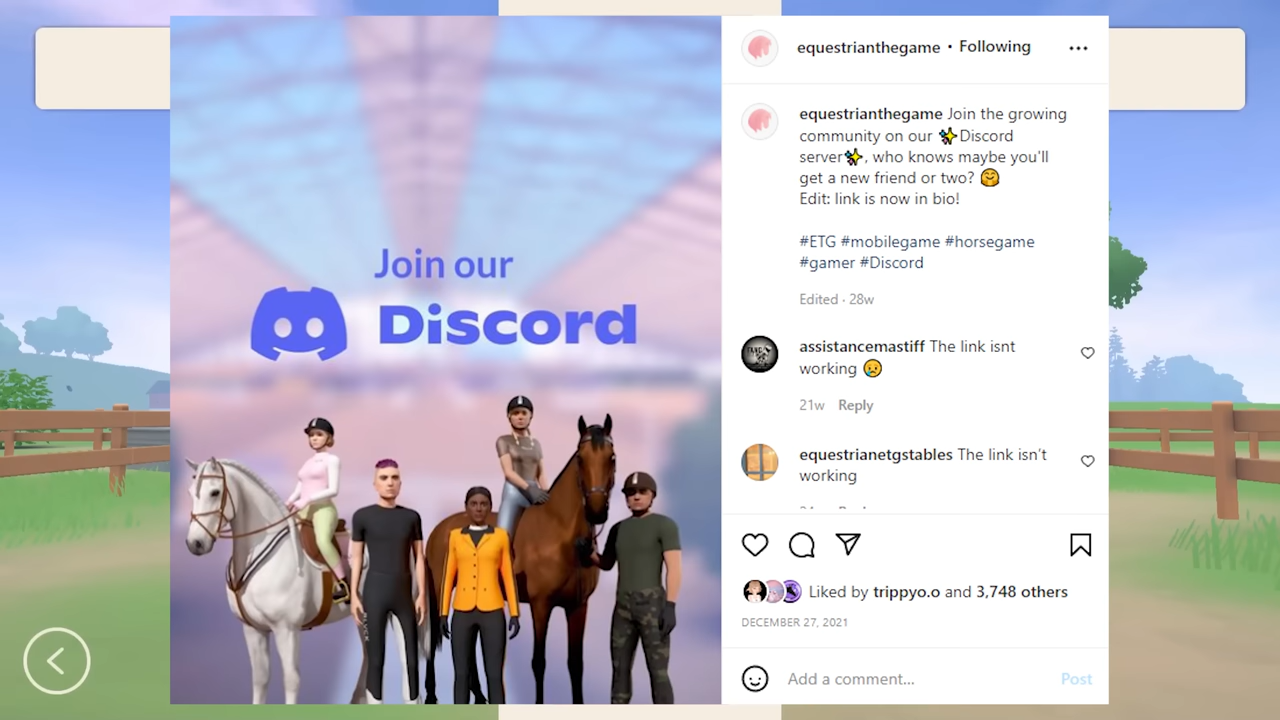 Join our
Discord
equestrianthegame • Following
equestrianthegame Join the growing
community on our ✨Discord
server✨, who knows maybe you'll
get a new friend or two? 🤗
Edit: link is now in bio!
#ETG #mobilegame #horsegame
#gamer #Discord
Edited · 28w
assistancemastiff The link isnt
working 😥
21w Reply
equestrianetgstables The link isn't
working
Liked by trippyo.o and 3,748 others
DECEMBER 27, 2021
Add a comment... Post